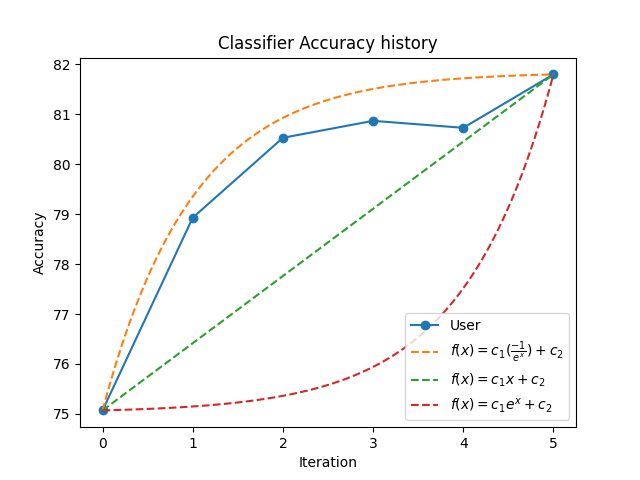 Classifier Accuracy history
82
81
80
79
78
77
76
75
Accuracy
0 1 2 3 4 5
Iteration
User
f(x) = c₁(−1/eˣ) + c₂
f(x) = c₁x + c₂
f(x) = c₁eˣ + c₂